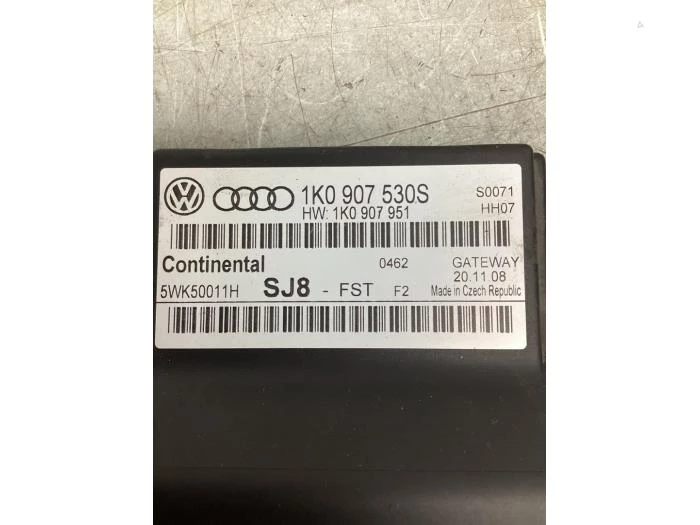 1K0 907 530S
S0071
HW: 1K0 907 951
HH07
Continental
0462
GATEWAY
20.11.08
5WK50011H
SJ8 - FST F2
Made in Czech Republic